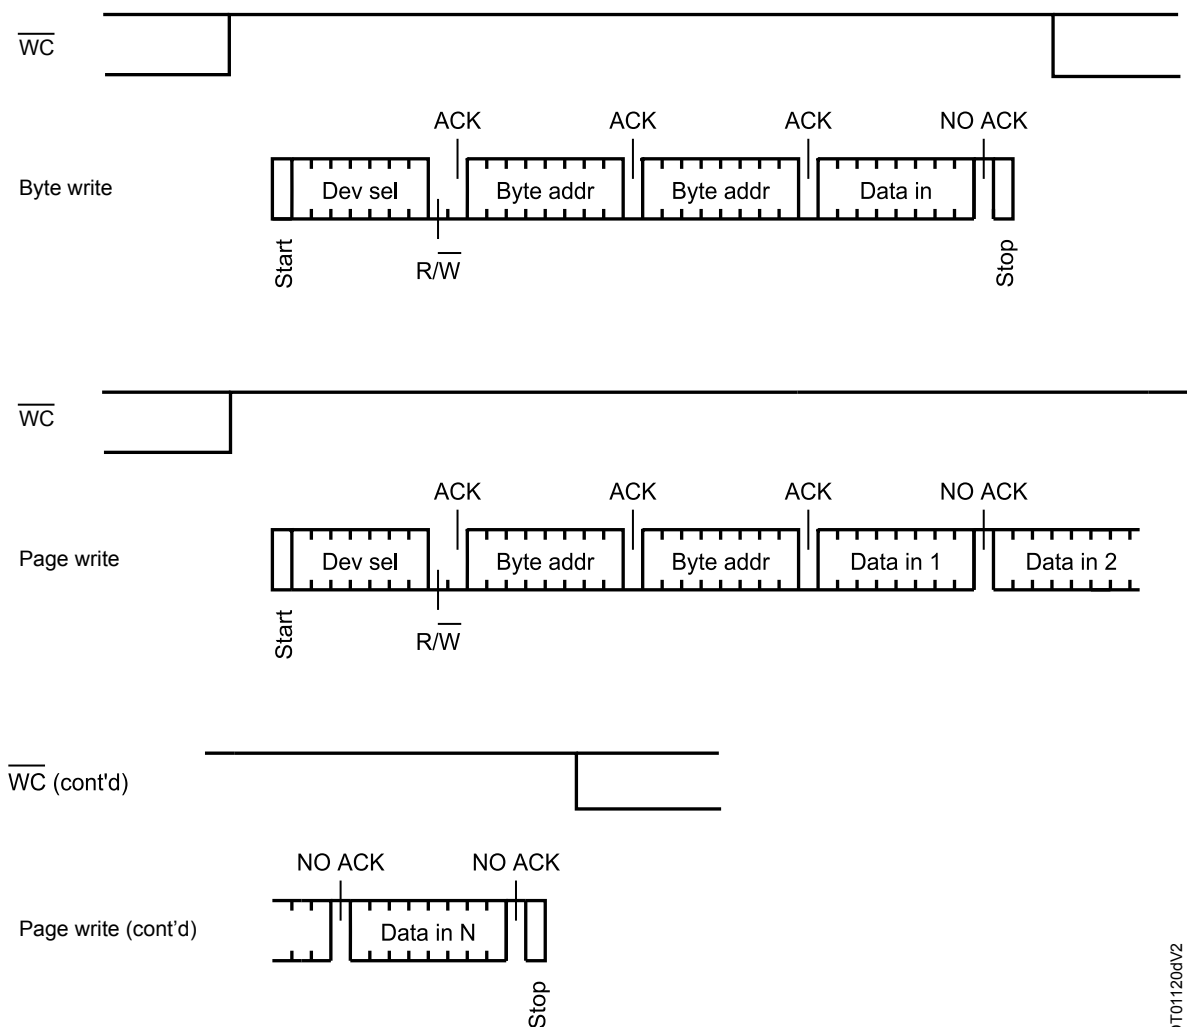 WC
ACK ACK ACK NO ACK
Byte write Dev sel Byte addr Byte addr Data in
Start R/W Stop
WC
ACK ACK ACK NO ACK
Page write Dev sel Byte addr Byte addr Data in 1 Data in 2
Start R/W
WC (cont'd)
NO ACK NO ACK
Page write (cont’d) Data in N
Stop